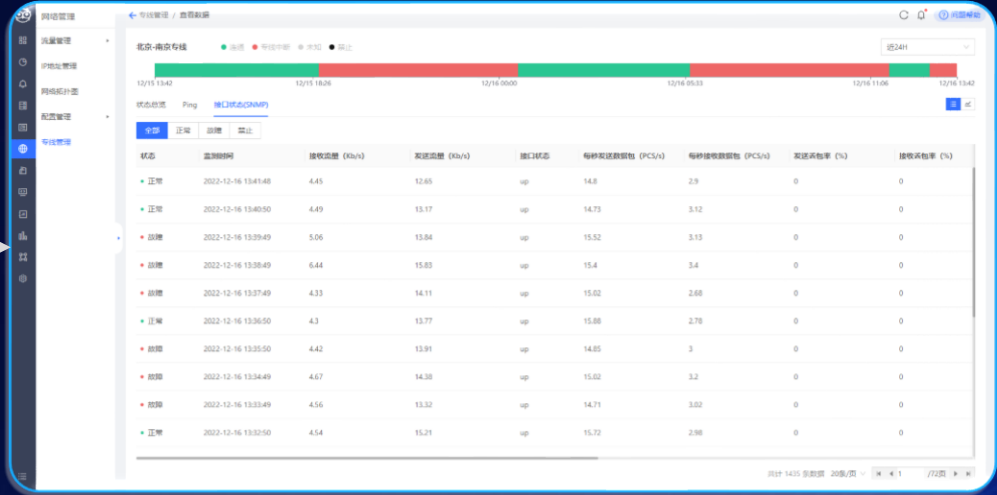 网络管理
← 专线管理 / 查看数据
问题帮助
流量管理
IP地址管理
网络拓扑图
配置管理
专线管理
北京-南京专线 连通 专线中断 未知 禁止
近24H
12/15 13:42 12/15 18:26 12/16 00:00 12/16 05:33 12/16 11:06 12/16 13:42
状态总览 Ping 接口状态(SNMP)
全部 正常 故障 禁止
状态 监测时间 接收流量 (Kb/s) 发送流量 (Kb/s) 接口状态 每秒发送数据包 (PCS/s) 每秒接收数据包 (PCS/s) 发送丢包率 (%) 接收丢包率 (%)
正常 2022-12-16 13:41:48 4.45 12.65 up 14.8 2.9 0 0
正常 2022-12-16 13:40:50 4.49 13.17 up 14.73 3.12 0 0
故障 2022-12-16 13:39:49 5.06 13.84 up 15.52 3.13 0 0
故障 2022-12-16 13:38:49 6.44 15.83 up 15.4 3.4 0 0
故障 2022-12-16 13:37:49 4.33 14.11 up 15.02 2.68 0 0
正常 2022-12-16 13:36:50 4.3 13.77 up 15.88 2.78 0 0
故障 2022-12-16 13:35:50 4.42 13.91 up 14.85 3 0 0
故障 2022-12-16 13:34:49 4.67 14.38 up 15.02 3.2 0 0
故障 2022-12-16 13:33:49 4.56 13.32 up 14.71 3.02 0 0
正常 2022-12-16 13:32:50 4.54 15.21 up 15.72 2.98 0 0
共计 1435 条数据 20条/页 1 /72页